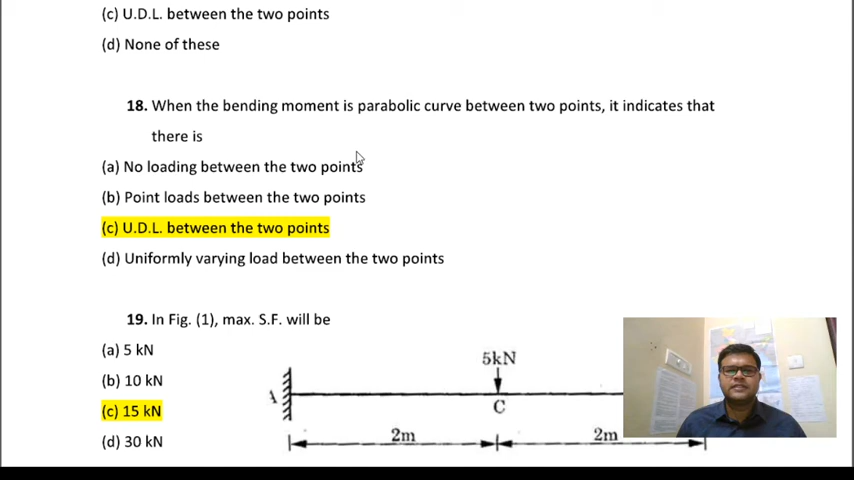 (c) U.D.L. between the two points
(d) None of these
18. When the bending moment is parabolic curve between two points, it indicates that
there is
(a) No loading between the two points
(b) Point loads between the two points
(c) U.D.L. between the two points
(d) Uniformly varying load between the two points
19. In Fig. (1), max. S.F. will be
(a) 5 kN
(b) 10 kN
(c) 15 kN
(d) 30 kN
5kN
C
2m
2m